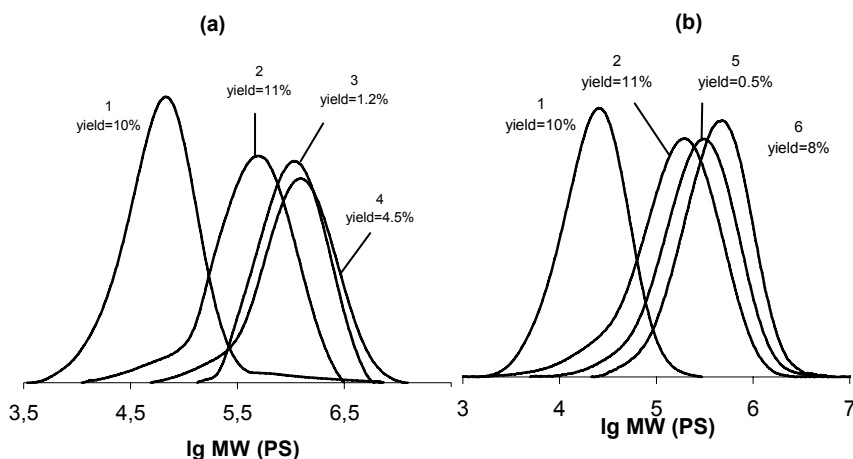 (a)
1
yield=10%
2
yield=11%
3
yield=1.2%
4
yield=4.5%
3,5
4,5
5,5
6,5
lg MW (PS)
(b)
1
yield=10%
2
yield=11%
5
yield=0.5%
6
yield=8%
3
4
5
6
7
lg MW (PS)